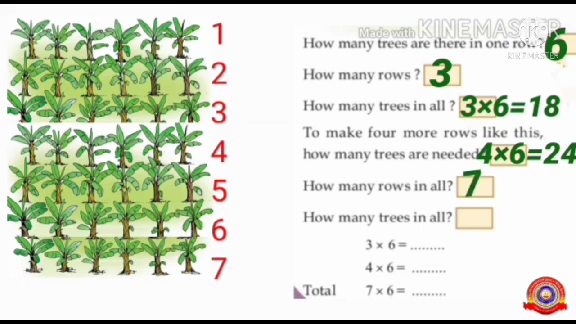 1
2
3
4
5
6
7
Made with KINEMASTER
KINEMASTER
How many trees are there in one row? 6
How many rows ? 3
How many trees in all ? 3×6=18
To make four more rows like this,
how many trees are needed 4×6=24
How many rows in all? 7
How many trees in all?
3 × 6 = .........
4 × 6 = .........
Total 7 × 6 = .........